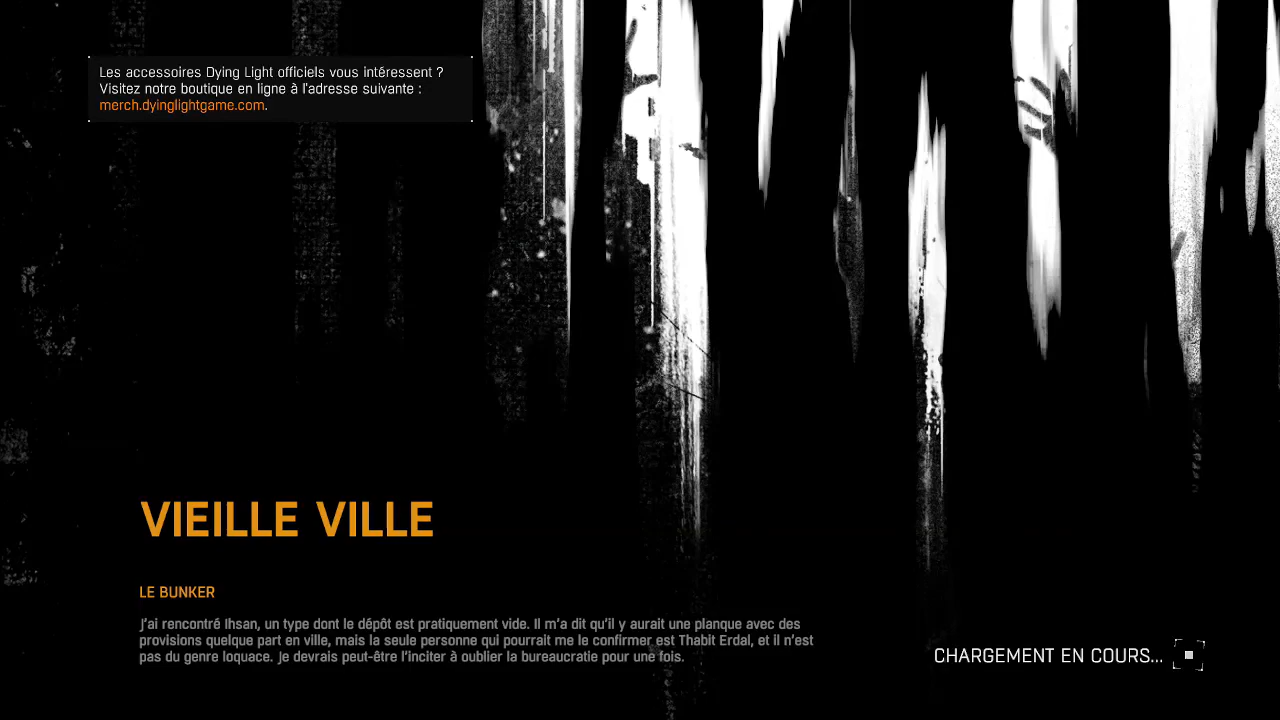 Les accessoires Dying Light officiels vous intéressent ?
Visitez notre boutique en ligne à l'adresse suivante :
merch.dyinglightgame.com.
VIEILLE VILLE
LE BUNKER
J'ai rencontré Ihsan, un type dont le dépôt est pratiquement vide. Il m'a dit qu'il y aurait une planque avec des
provisions quelque part en ville, mais la seule personne qui pourrait me le confirmer est Thabit Erdal, et il n'est
pas du genre loquace. Je devrais peut-être l'inciter à oublier la bureaucratie pour une fois.
CHARGEMENT EN COURS...